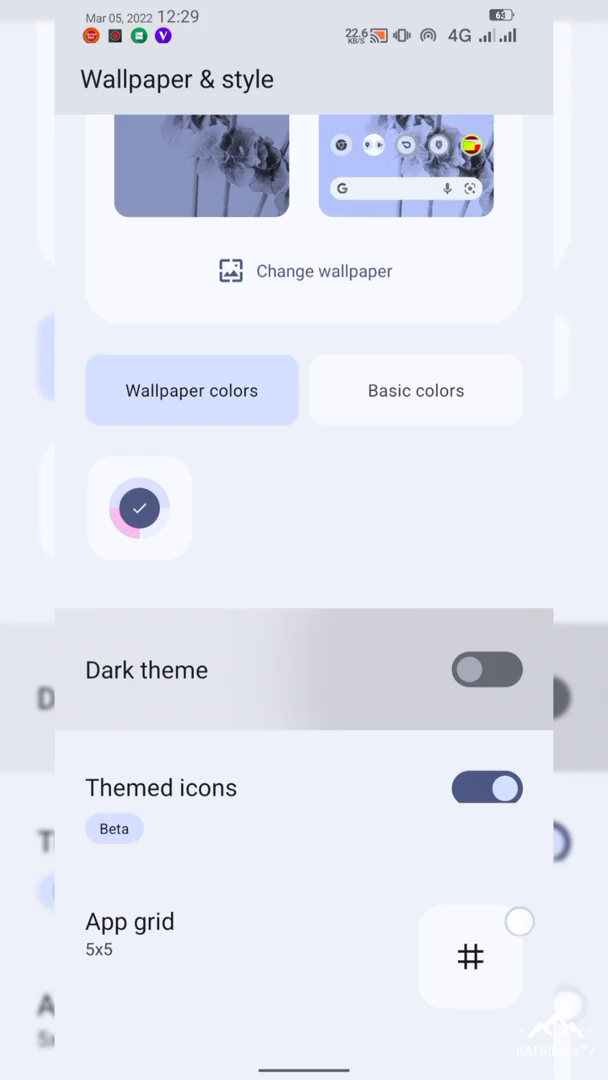 Mar 05, 2022 12:29
22.6 KB/S
4G
Wallpaper & style
G
Change wallpaper
Wallpaper colors
Basic colors
Dark theme
Themed icons
Beta
App grid
5x5